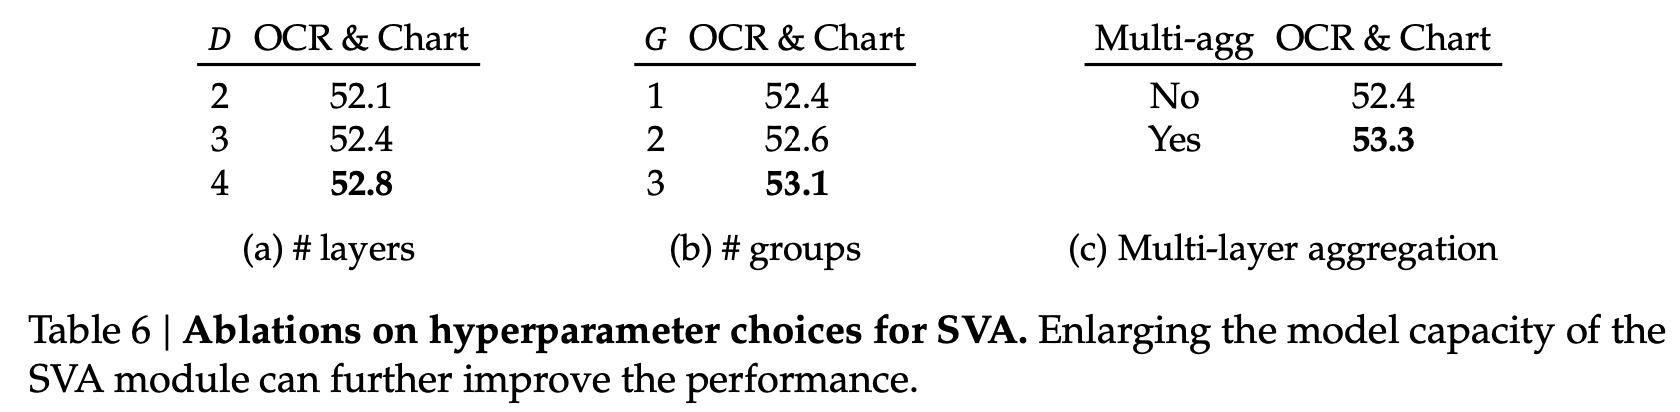 D OCR & Chart
2 52.1
3 52.4
4 52.8
(a) # layers
G OCR & Chart
1 52.4
2 52.6
3 53.1
(b) # groups
Multi-agg OCR & Chart
No 52.4
Yes 53.3
(c) Multi-layer aggregation
Table 6 | Ablations on hyperparameter choices for SVA. Enlarging the model capacity of the
SVA module can further improve the performance.